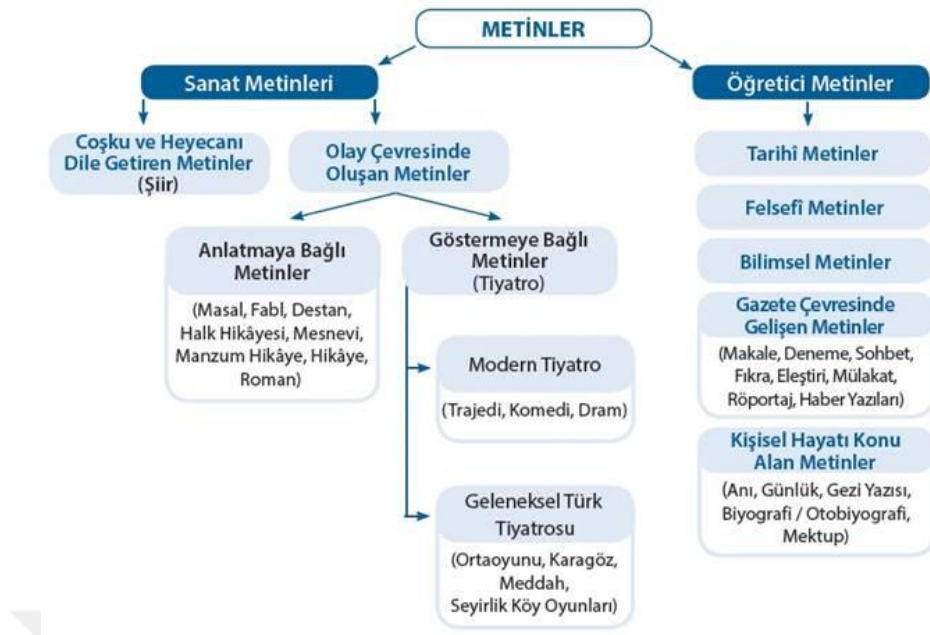 METİNLER
Sanat Metinleri
Coşku ve Heyecanı
Dile Getiren Metinler
(Şiir)
Olay Çevresinde
Oluşan Metinler
Anlatmaya Bağlı
Metinler
(Masal, Fabl, Destan,
Halk Hikâyesi, Mesnevi,
Manzum Hikâye, Hikâye,
Roman)
Göstermeye Bağlı
Metinler
(Tiyatro)
Modern Tiyatro
(Trajedi, Komedi, Dram)
Geleneksel Türk
Tiyatrosu
(Ortaoyunu, Karagöz,
Meddah,
Seyirlik Köy Oyunları)
Öğretici Metinler
Tarihî Metinler
Felsefî Metinler
Bilimsel Metinler
Gazete Çevresinde
Gelişen Metinler
(Makale, Deneme, Sohbet,
Fıkra, Eleştiri, Mülakat,
Röportaj, Haber Yazıları)
Kişisel Hayatı Konu
Alan Metinler
(Anı, Günlük, Gezi Yazısı,
Biyografi / Otobiyografi,
Mektup)